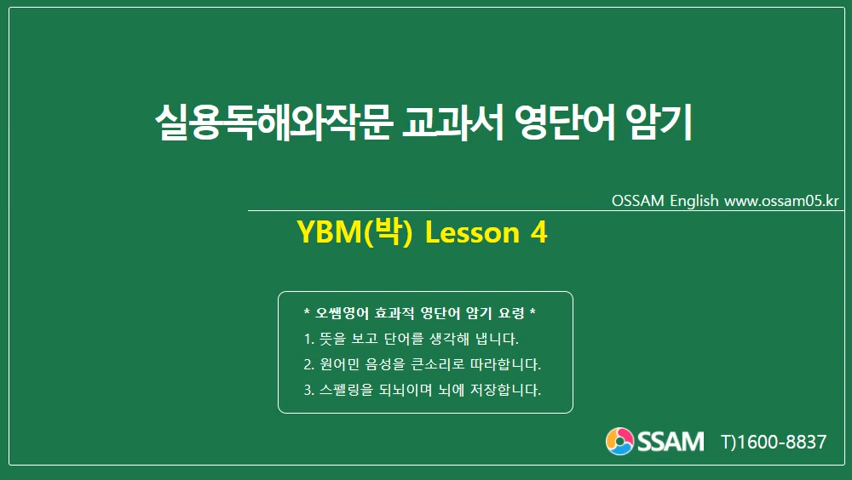 실용독해와작문 교과서 영단어 암기
OSSAM English www.ossam05.kr
YBM(박) Lesson 4
* 오쌤영어 효과적 영단어 암기 요령 *
1. 뜻을 보고 단어를 생각해 냅니다.
2. 원어민 음성을 큰소리로 따라합니다.
3. 스펠링을 되뇌이며 뇌에 저장합니다.
OSSAM T)1600-8837